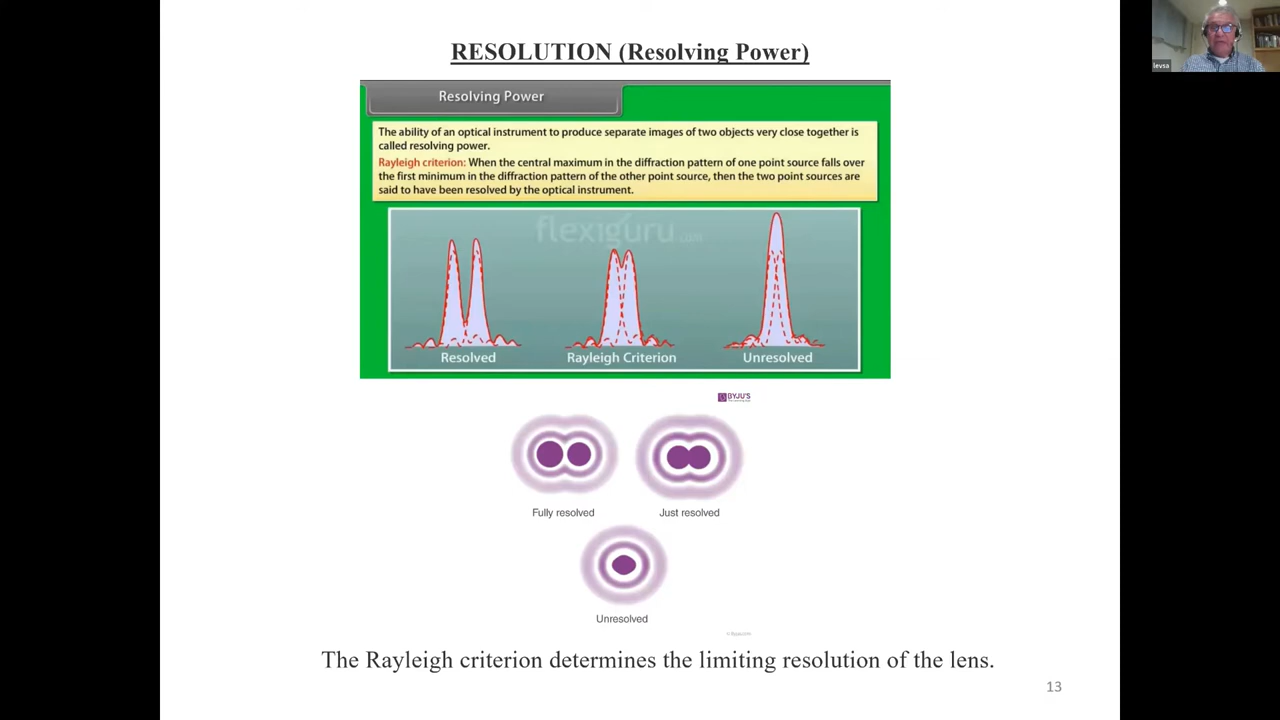 RESOLUTION (Resolving Power)
Resolving Power
The ability of an optical instrument to produce separate images of two objects very close together is
called resolving power.
Rayleigh criterion: When the central maximum in the diffraction pattern of one point source falls over
the first minimum in the diffraction pattern of the other point source, then the two point sources are
said to have been resolved by the optical instrument.
flexiguru
Resolved
Rayleigh Criterion
Unresolved
BYJU'S
Fully resolved
Just resolved
Unresolved
The Rayleigh criterion determines the limiting resolution of the lens.
13
levsa